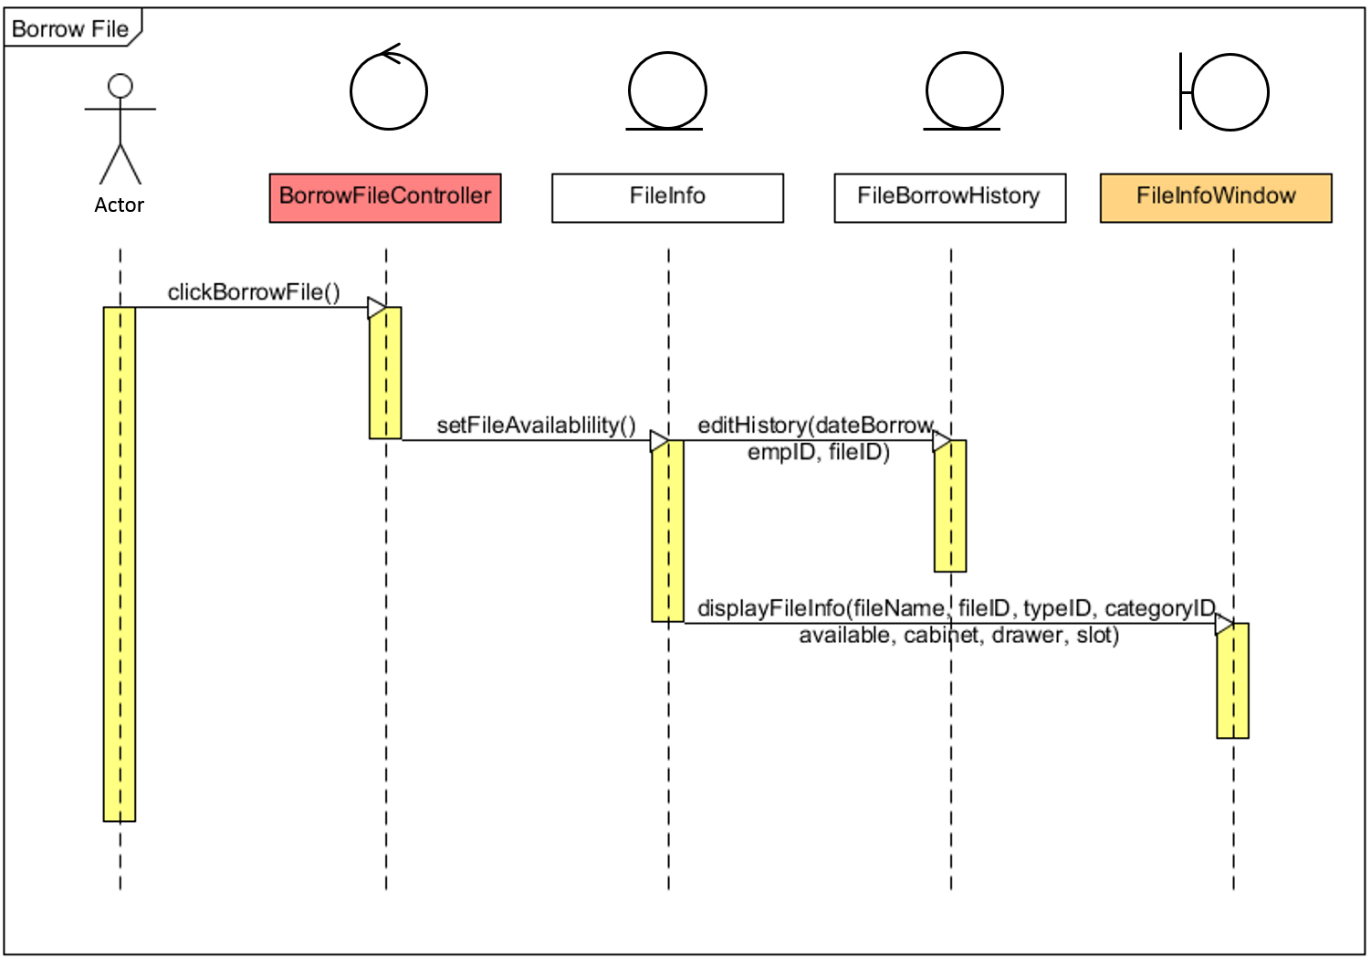 Borrow File
Actor
BorrowFileController
FileInfo
FileBorrowHistory
FileInfoWindow
clickBorrowFile()
setFileAvailablility()
editHistory(dateBorrow,
empID, fileID)
displayFileInfo(fileName, fileID, typeID, categoryID,
available, cabinet, drawer, slot)